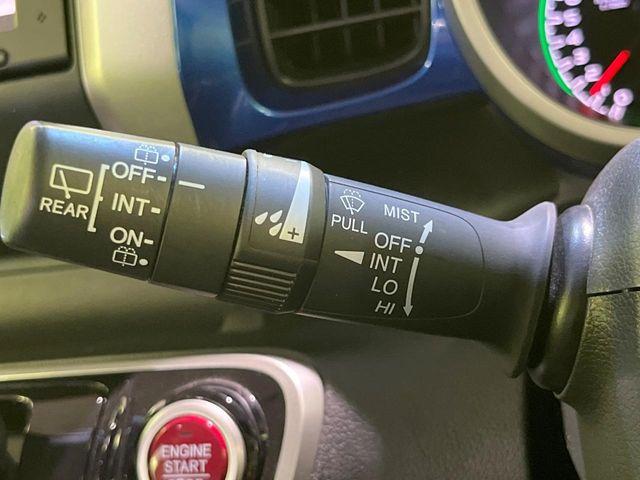 REAR
OFF
INT
ON
PULL
MIST
OFF
INT
LO
HI
ENGINE
START